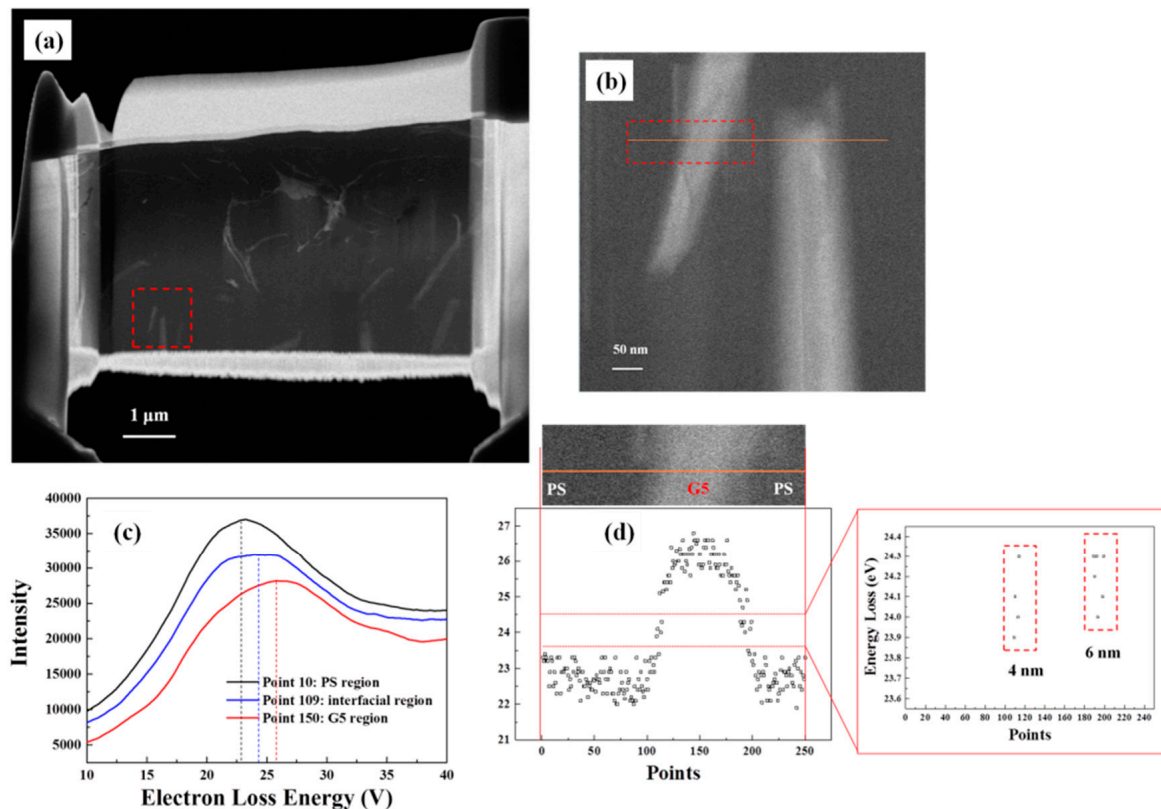 (a)
1 μm
(b)
50 nm
40000
35000
30000
25000
20000
15000
10000
5000
10 15 20 25 30 35 40
Intensity
Electron Loss Energy (V)
(c)
Point 10: PS region
Point 109: interfacial region
Point 150: G5 region
PS G5 PS
(d)
27
26
25
24
23
22
21
0 50 100 150 200 250
Points
24.4
24.3
24.2
24.1
24.0
23.9
23.8
23.7
23.6
Energy Loss (eV)
4 nm
6 nm
0 20 40 60 80 100 120 140 160 180 200 220 240
Points